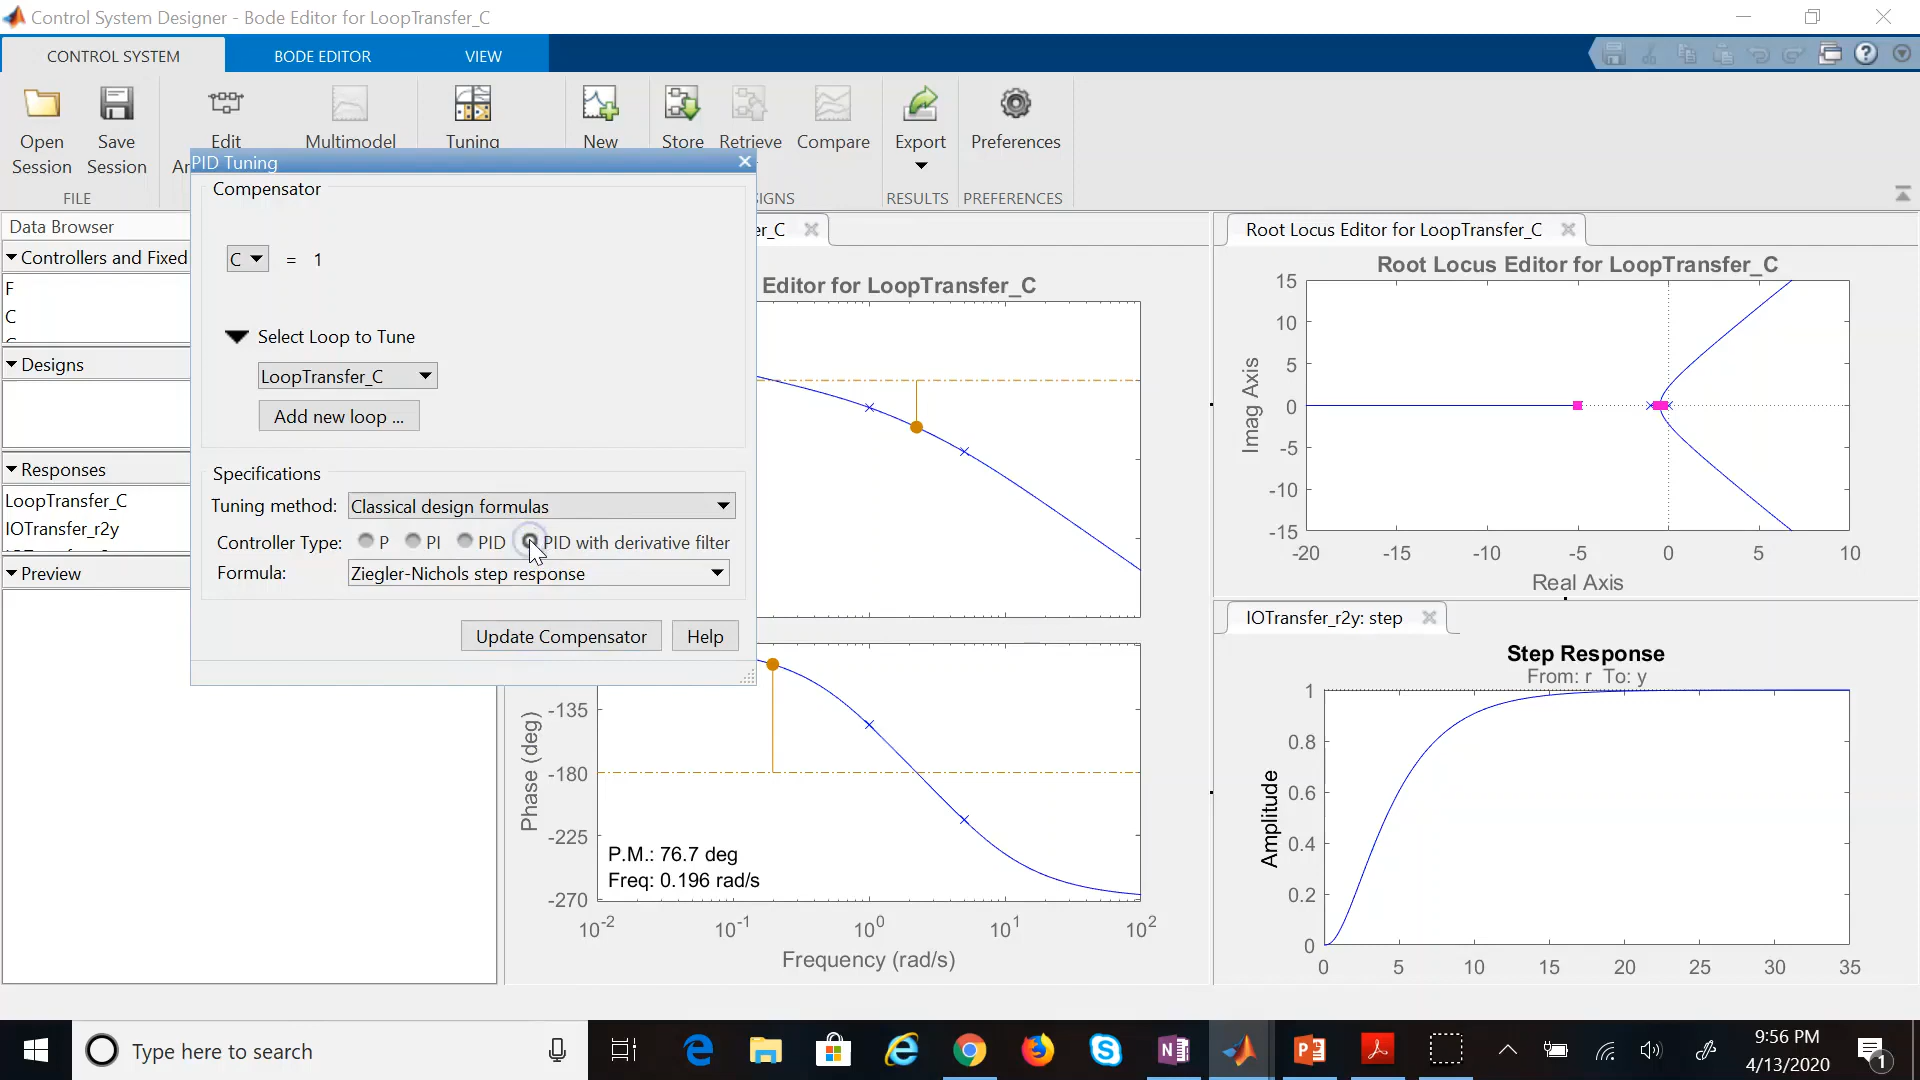 Control System Designer - Bode Editor for LoopTransfer_C
CONTROL SYSTEM
BODE EDITOR
VIEW
Open Session
Save Session
Edit
Multimodel
Tuning
New
Store
Retrieve
Compare
Export
Preferences
FILE
RESULTS
PREFERENCES
PID Tuning
Compensator
C = 1
Select Loop to Tune
LoopTransfer_C
Add new loop ...
Specifications
Tuning method: Classical design formulas
Controller Type: P PI PID PID with derivative filter
Formula: Ziegler-Nichols step response
Update Compensator
Help
Data Browser
Controllers and Fixed
F
C
Designs
Responses
LoopTransfer_C
IOTransfer_r2y
Preview
er_C
Editor for LoopTransfer_C
Phase (deg)
-135
-180
-225
-270
P.M.: 76.7 deg
Freq: 0.196 rad/s
10-2 10-1 100 101 102
Frequency (rad/s)
Root Locus Editor for LoopTransfer_C
Root Locus Editor for LoopTransfer_C
Imag Axis
15
10
5
0
-5
-10
-15
-20 -15 -10 -5 0 5 10
Real Axis
IOTransfer_r2y: step
Step Response
From: r To: y
Amplitude
1
0.8
0.6
0.4
0.2
0
0 5 10 15 20 25 30 35
Type here to search
9:56 PM
4/13/2020
1